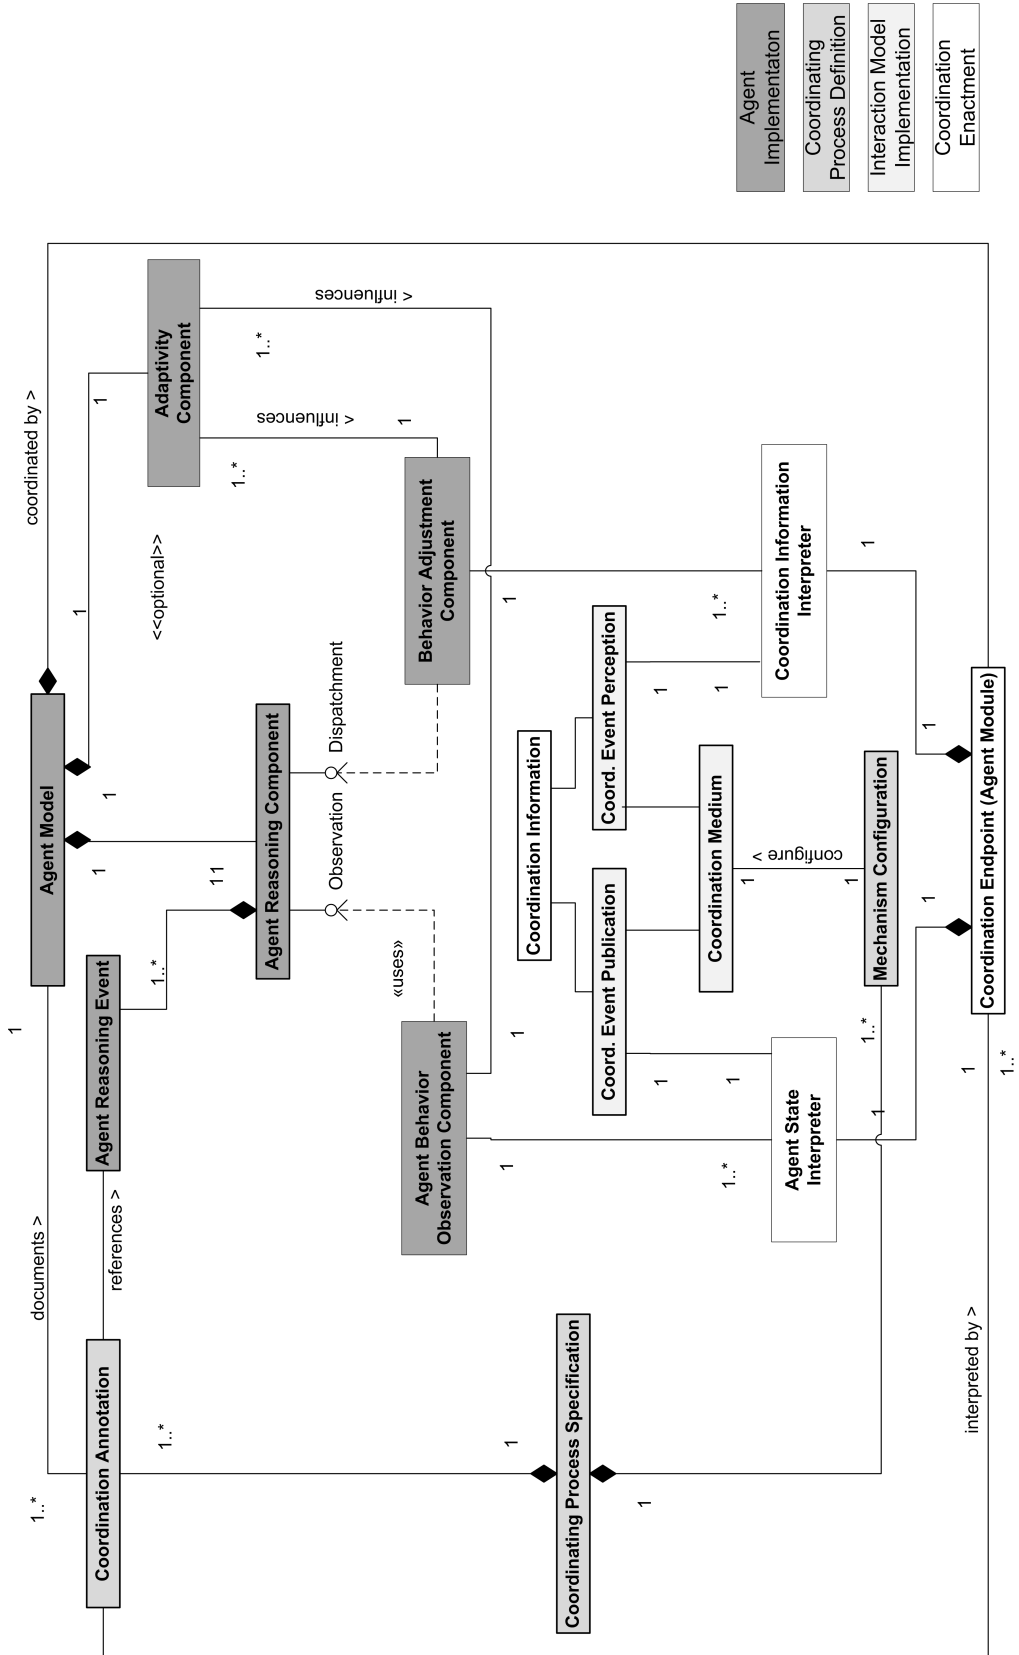 1
1..*
documents >
Agent Model
coordinated by >
1
Coordination Annotation
references >
Agent Reasoning Event
1
1
1
1..*
1..*
<<optional>>
Adaptivity
Component
11
1..*
1..*
< influences
< influences
Agent Reasoning Component
Observation
Dispatchment
«uses»
1
Agent Behavior
Observation Component
Behavior Adjustment
Component
1
1
1
1
Coordination Information
Coordinating Process Specification
Coord. Event Publication
Coord. Event Perception
1
1
1
Coordination Medium
1..*
1
1
1..*
1
configure >
Agent State
Interpreter
Coordination Information
Interpreter
1
1..*
1
1
Mechanism Configuration
1
1
interpreted by >
1
Coordination Endpoint (Agent Module)
1..*
Agent
Implementaton
Coordinating
Process Definition
Interaction Model
Implementation
Coordination
Enactment